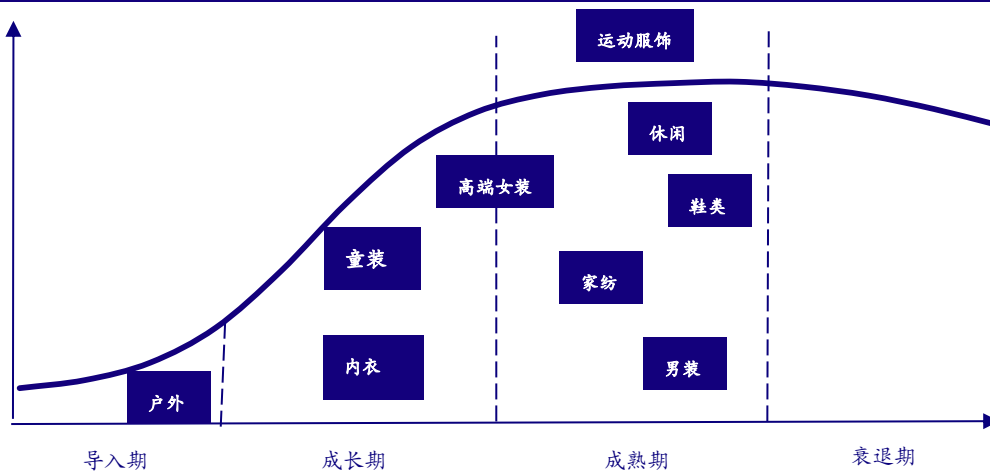 运动服饰
休闲
高端女装
鞋类
童装
家纺
内衣
男装
户外
导入期
成长期
成熟期
衰退期